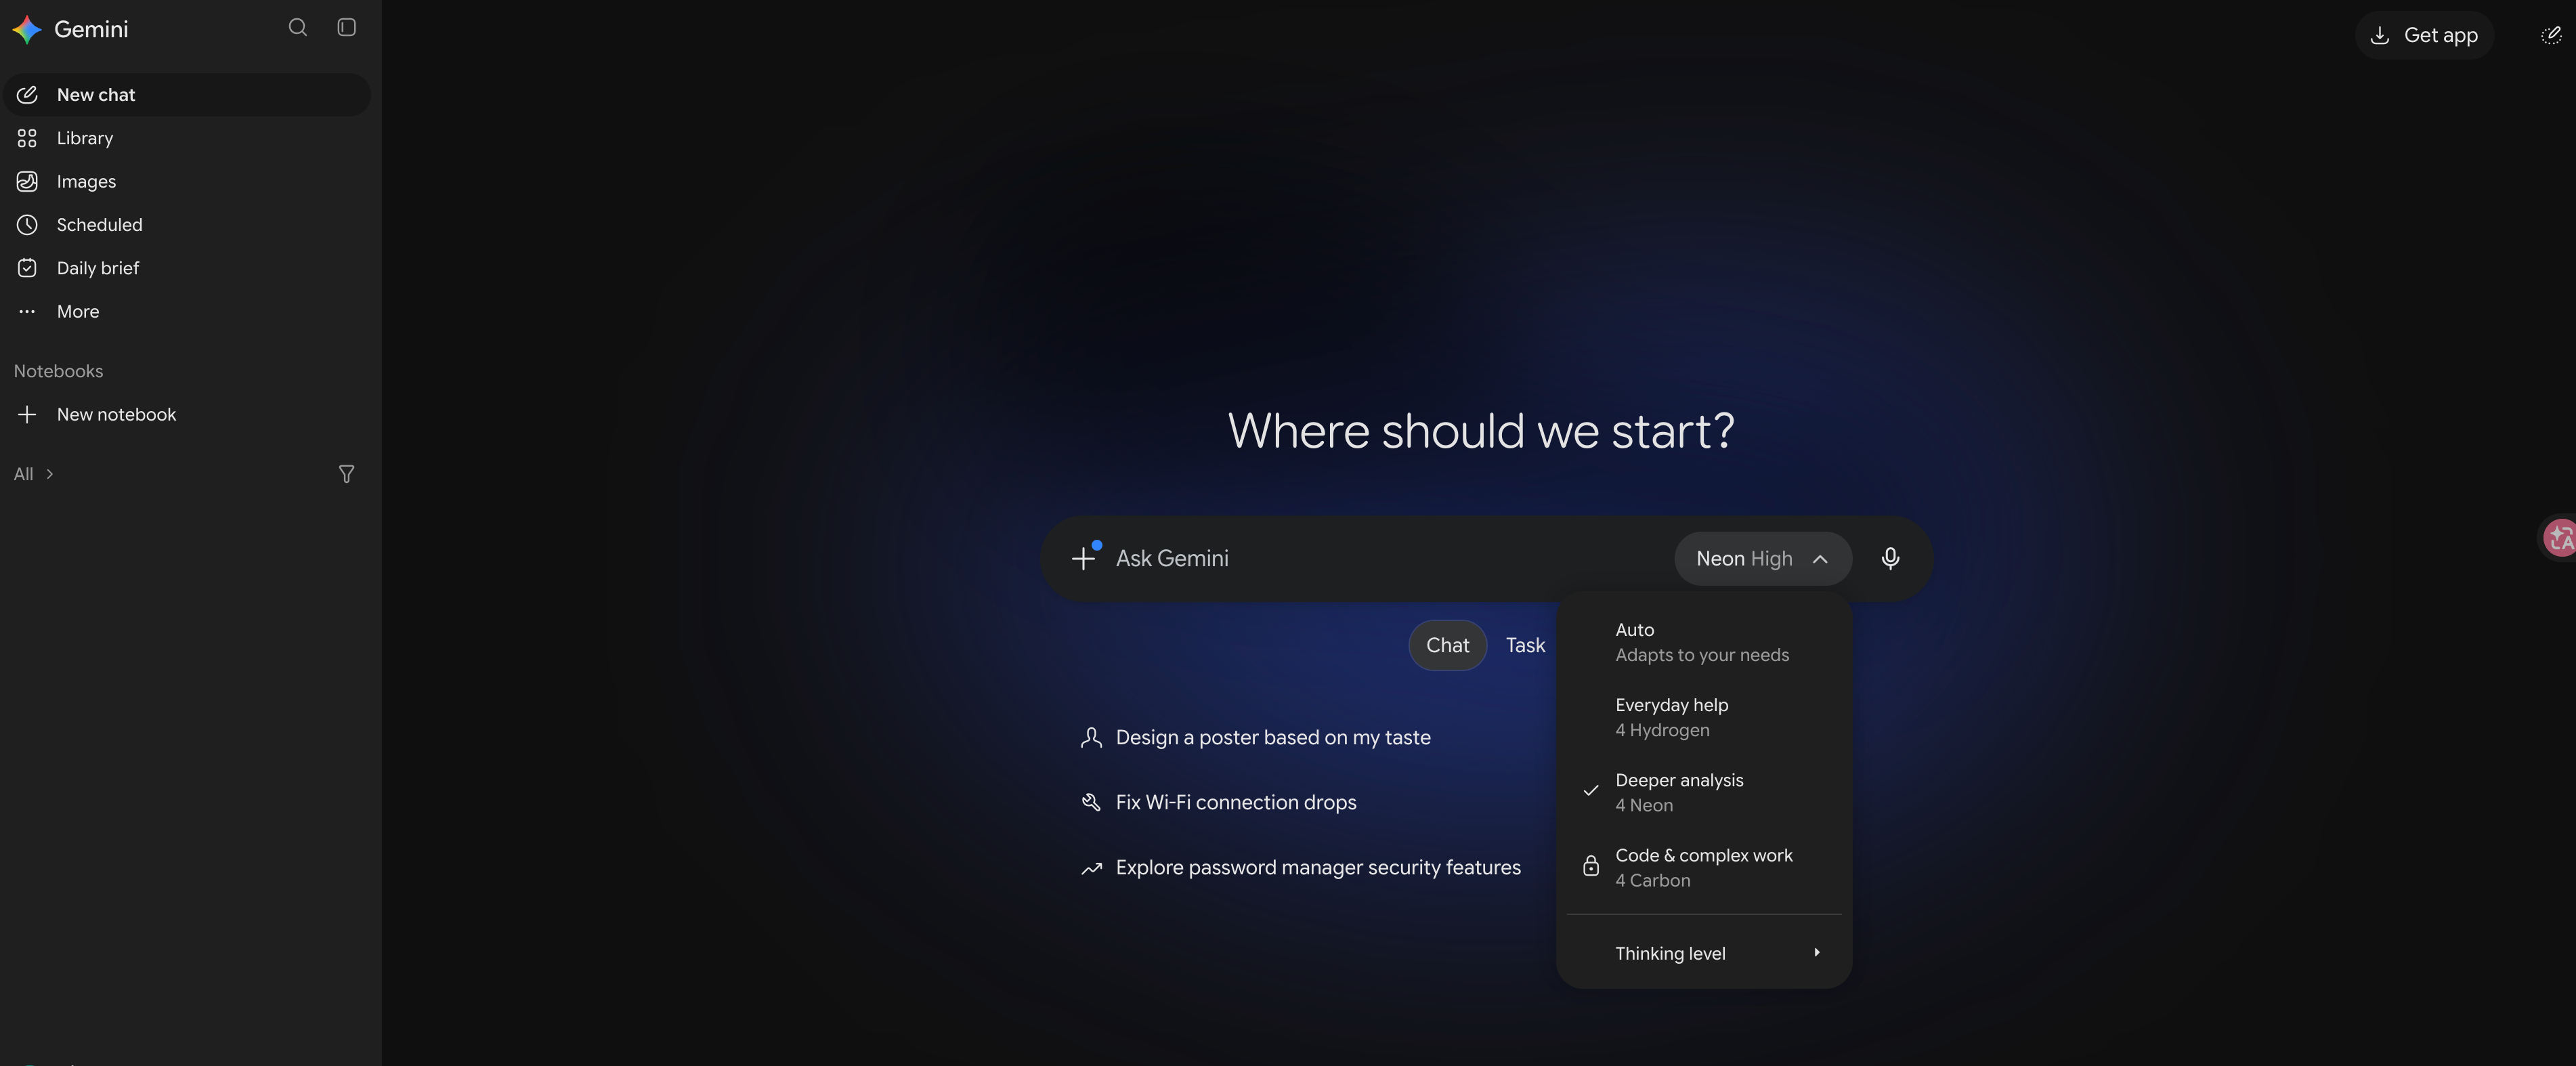 Gemini
New chat
Library
Images
Scheduled
Daily brief
More
Notebooks
New notebook
All
Get app
Where should we start?
Ask Gemini
Neon High
Chat
Task
Design a poster based on my taste
Fix Wi-Fi connection drops
Explore password manager security features
Auto
Adapts to your needs
Everyday help
4 Hydrogen
Deeper analysis
4 Neon
Code & complex work
4 Carbon
Thinking level